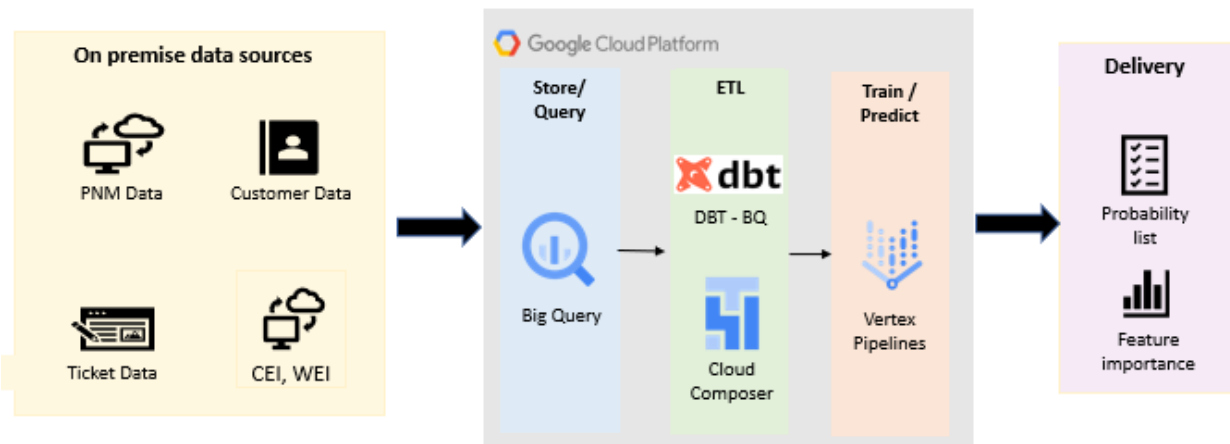 On premise data sources
PNM Data
Customer Data
Ticket Data
CEI, WEI
Google Cloud Platform
Store/
Query
Big Query
ETL
dbt
DBT - BQ
Cloud
Composer
Train /
Predict
Vertex
Pipelines
Delivery
Probability
list
Feature
importance